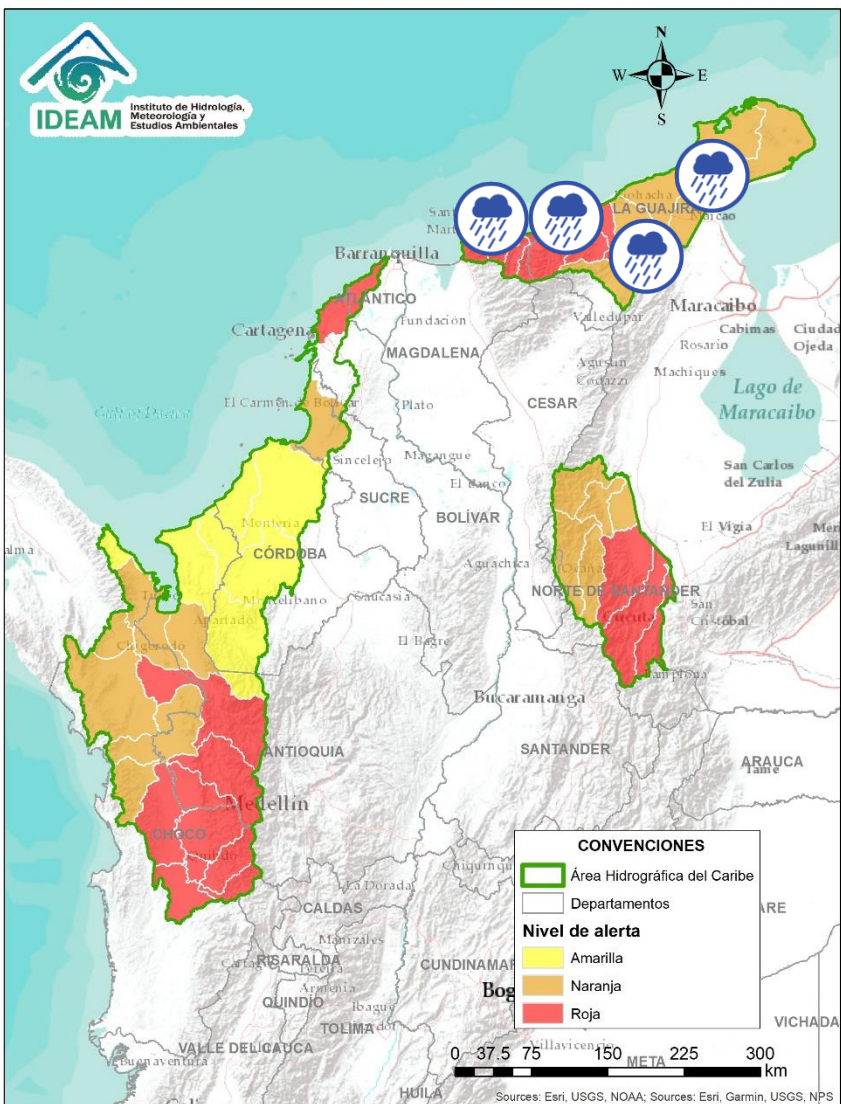 IDEAM
Instituto de Hidrología,
Meteorología y
Estudios Ambientales
N
W
E
S
LA GUAJIRA
Barranquilla
ATLÁNTICO
Cartagena
Fundación
MAGDALENA
Valledupar
Maracaibo
Cabimas
Ciudad
Ojeda
Rosario
Machiques
Agustín
Codazzi
Lago de
Maracaibo
CESAR
El Carmen de Bolívar
Plato
Sincelejo
Magangue
San Carlos
del Zulia
SUCRE
El Banco
BOLÍVAR
Montería
CÓRDOBA
El Vigía
Aguachica
Ocaña
NORTE DE SANTANDER
Montelíbano
Caucasia
San
Cristóbal
Cúcuta
Turbo
Apartadó
El Bagre
Chigorodó
Pamplona
Bucaramanga
ANTIOQUIA
SANTANDER
ARAUCA
Tame
Medellín
CHOCÓ
Quibdó
La Dorada
CALDAS
Manizales
RISARALDA
Pereira
Armenia
QUINDÍO
Ibague
TOLIMA
VALLE DEL CAUCA
Buenaventura
HUILA
Villavicencio
META
VICHADA
CONVENCIONES
Área Hidrográfica del Caribe
Departamentos
Nivel de alerta
Amarilla
Naranja
Roja
0 37.5 75 150 225 300
km
Sources: Esri, USGS, NOAA; Sources: Esri, Garmin, USGS, NPS